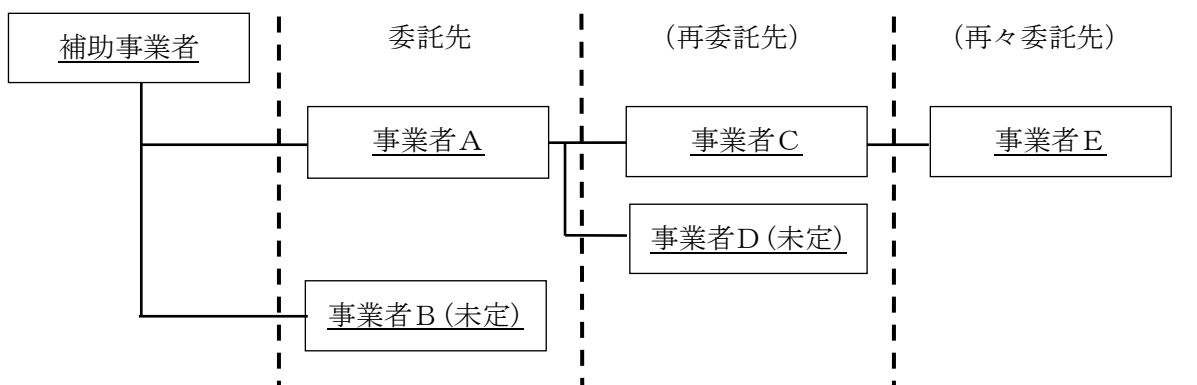 補助事業者
委託先
（再委託先）
（再々委託先）
事業者Ａ
事業者Ｃ
事業者Ｅ
事業者Ｄ（未定）
事業者Ｂ（未定）